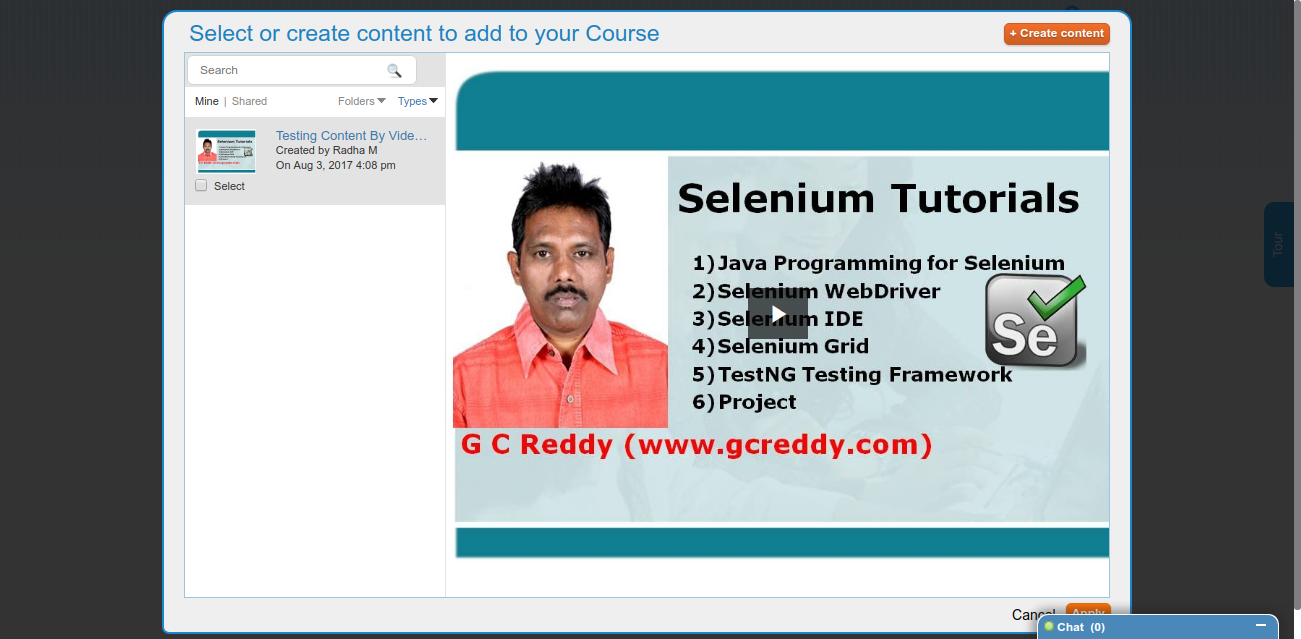 Select or create content to add to your Course
+ Create content
Search
Mine | Shared
Folders
Types
Testing Content By Vide...
Created by Radha M
On Aug 3, 2017 4:08 pm
Select
Selenium Tutorials
1)Java Programming for Selenium
2)Selenium WebDriver
3)Selenium IDE
4)Selenium Grid
5)TestNG Testing Framework
6)Project
Se
G C Reddy (www.gcreddy.com)
Tour
Cancel
Apply
Chat (0)